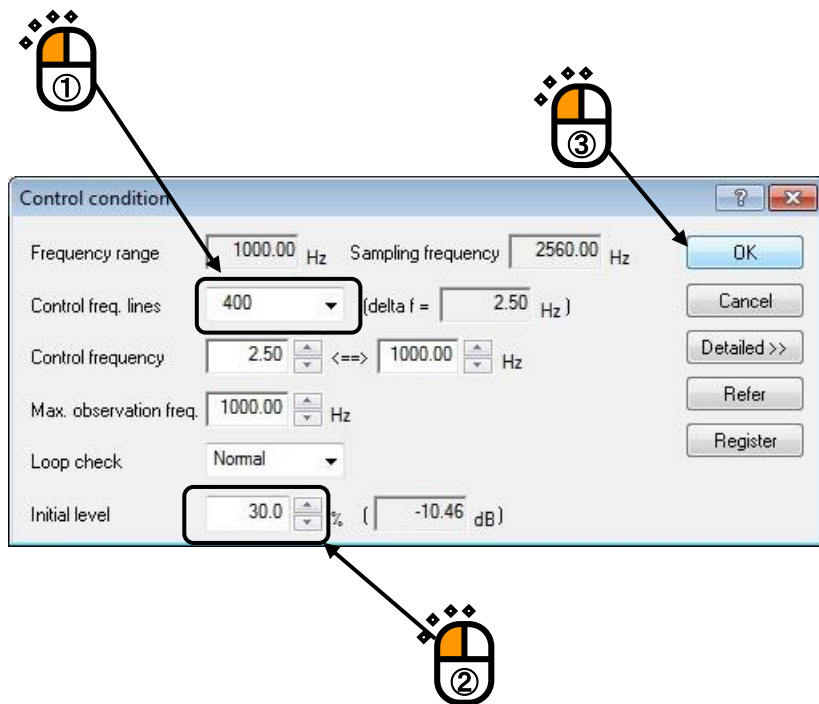 ①
③
Control condition
Frequency range 1000.00 Hz Sampling frequency 2560.00 Hz OK
Control freq. lines 400 (delta f = 2.50 Hz ) Cancel
Control frequency 2.50 <==> 1000.00 Hz Detailed >>
Max. observation freq. 1000.00 Hz Refer
Loop check Normal Register
Initial level 30.0 % ( -10.46 dB )
②